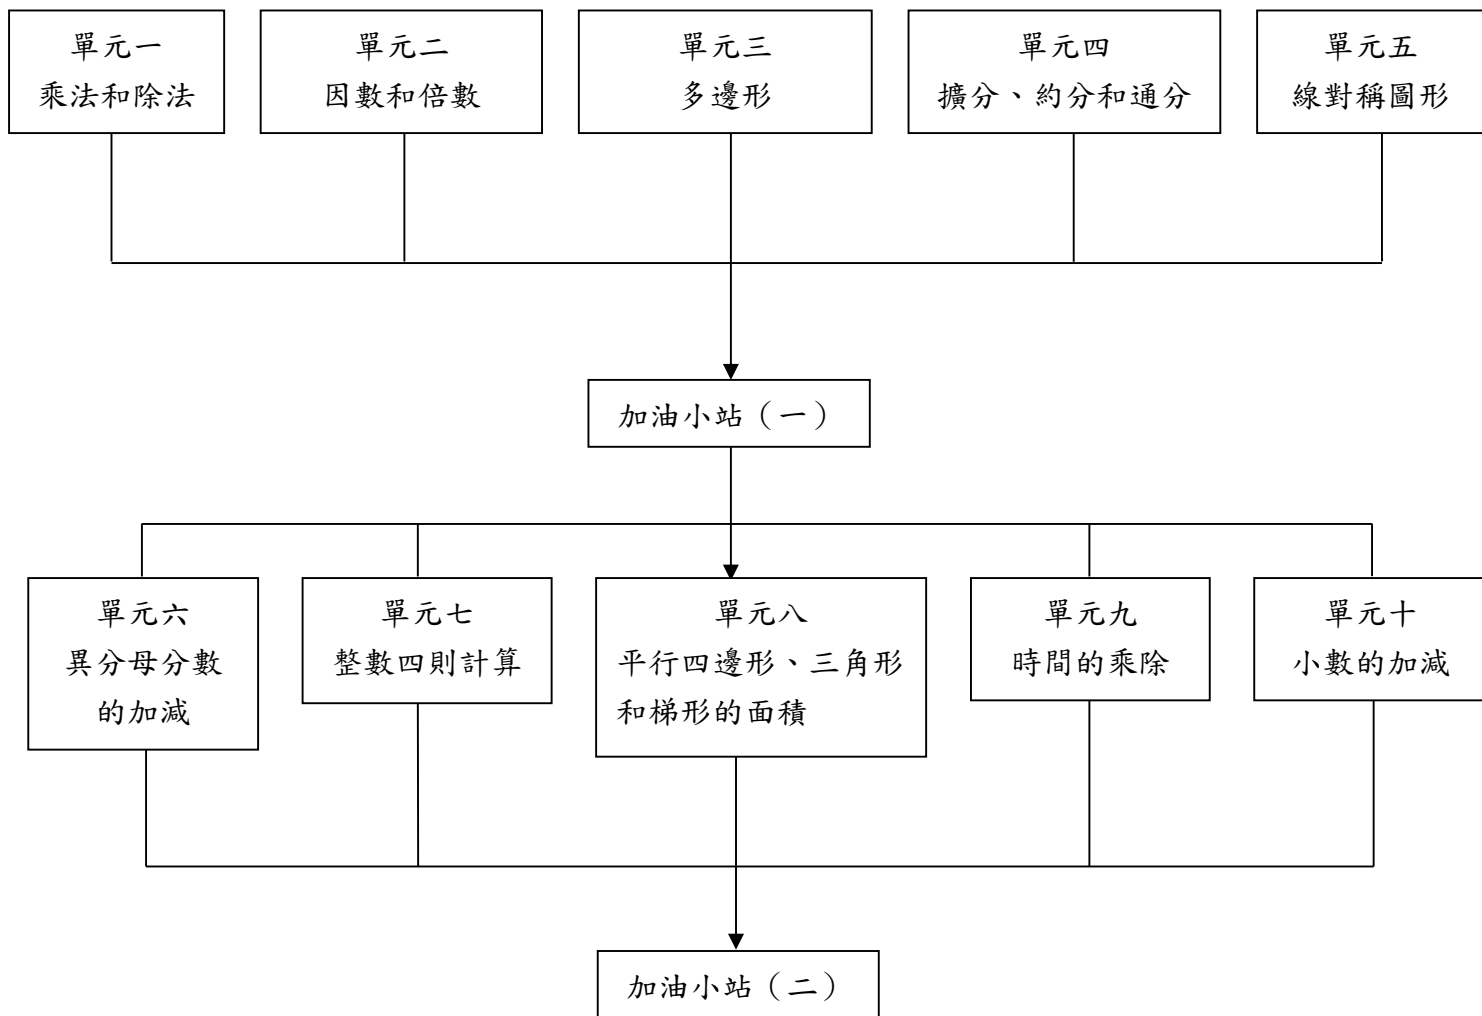 單元一
乘法和除法
單元二
因數和倍數
單元三
多邊形
單元四
擴分、約分和通分
單元五
線對稱圖形
加油小站（一）
單元六
異分母分數
的加減
單元七
整數四則計算
單元八
平行四邊形、三角形
和梯形的面積
單元九
時間的乘除
單元十
小數的加減
加油小站（二）